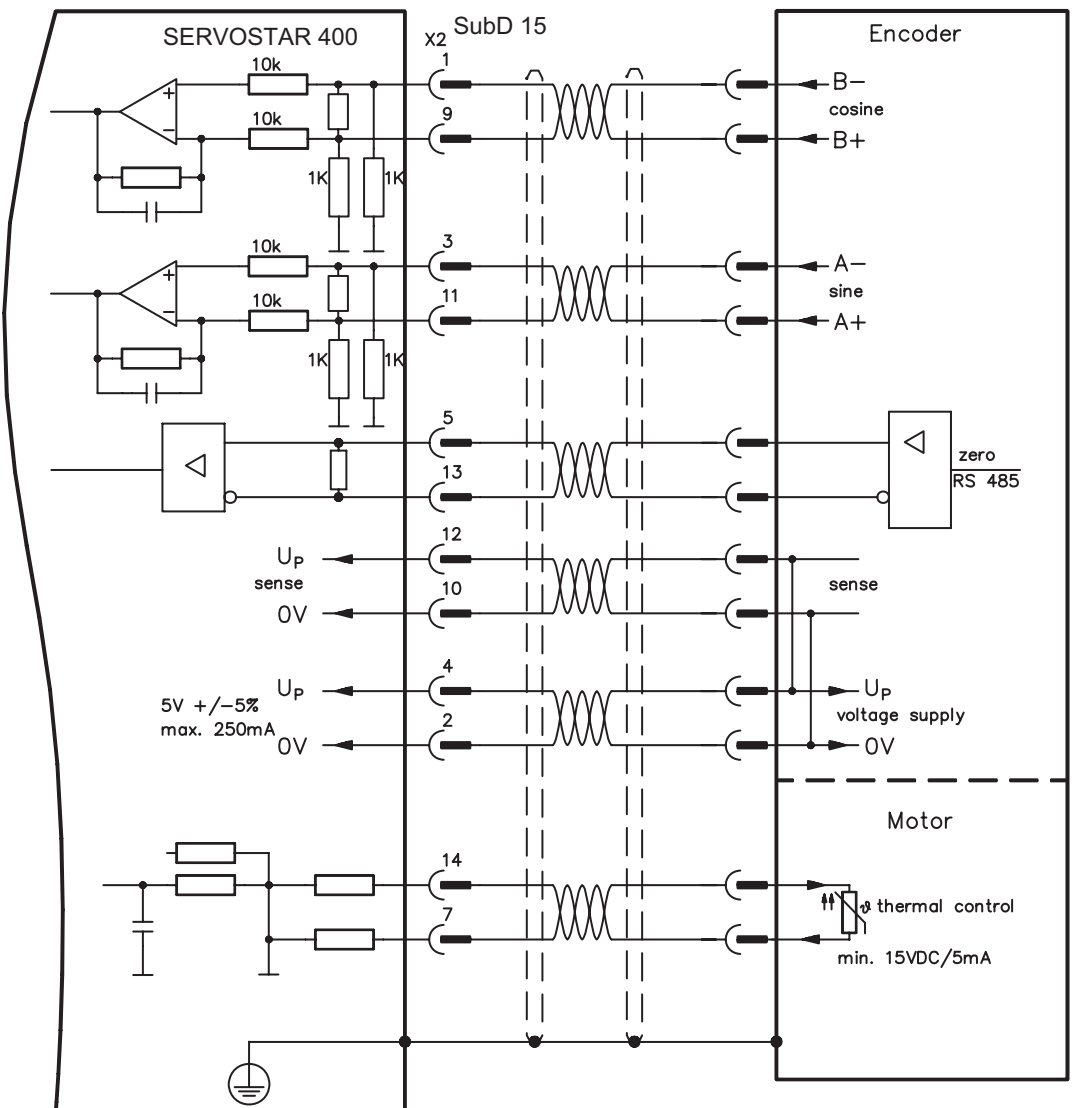 SERVOSTAR 400
X2 SubD 15
Encoder
10k
1
B-
cosine
10k
9
B+
1K
1K
10k
3
A-
sine
10k
11
A+
1K
1K
5
zero
RS 485
13
12
UP
sense
sense
10
0V
4
UP
UP
5V +/-5%
max. 250mA
voltage supply
2
0V
0V
Motor
14
ϑ thermal control
7
min. 15VDC/5mA